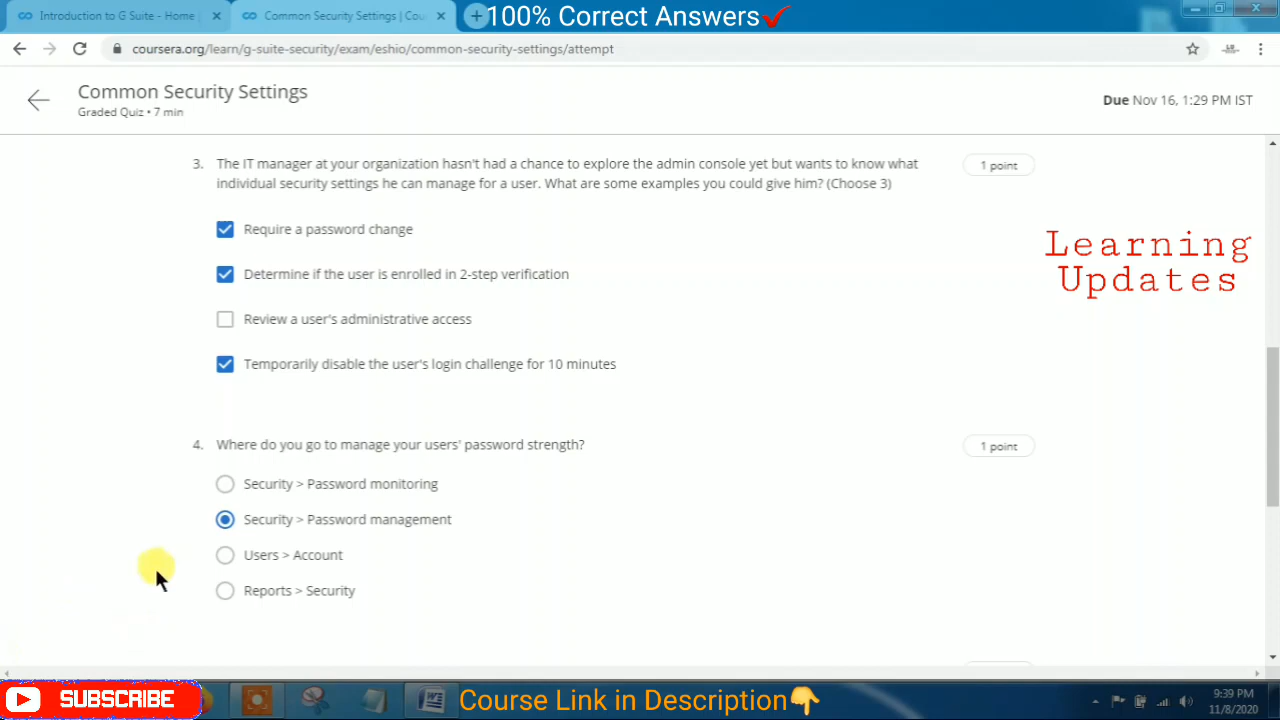 Introduction to G Suite - Home
Common Security Settings | Cou
100% Correct Answers
coursera.org/learn/g-suite-security/exam/eshio/common-security-settings/attempt
Common Security Settings
Graded Quiz • 7 min
Due Nov 16, 1:29 PM IST
3. The IT manager at your organization hasn't had a chance to explore the admin console yet but wants to know what
individual security settings he can manage for a user. What are some examples you could give him? (Choose 3)
1 point
Require a password change
Determine if the user is enrolled in 2-step verification
Review a user's administrative access
Temporarily disable the user's login challenge for 10 minutes
Learning
Updates
4. Where do you go to manage your users' password strength?
1 point
Security > Password monitoring
Security > Password management
Users > Account
Reports > Security
SUBSCRIBE
Course Link in Description
9:39 PM
11/8/2020